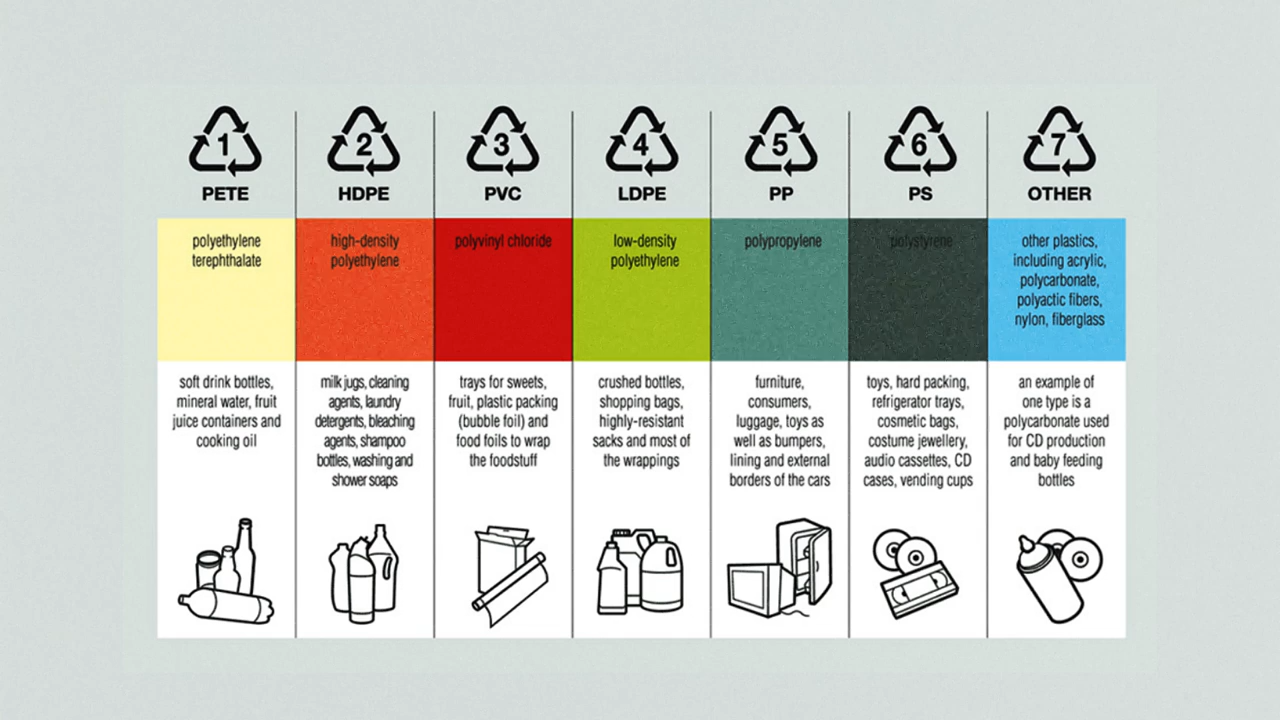 1
PETE
polyethylene
terephthalate
soft drink bottles,
mineral water, fruit
juice containers and
cooking oil
2
HDPE
high-density
polyethylene
milk jugs, cleaning
agents, laundry
detergents, bleaching
agents, shampoo
bottles, washing and
shower soaps
3
PVC
polyvinyl chloride
trays for sweets,
fruit, plastic packing
(bubble foil) and
food foils to wrap
the foodstuff
4
LDPE
low-density
polyethylene
crushed bottles,
shopping bags,
highly-resistant
sacks and most of
the wrappings
5
PP
polypropylene
furniture,
consumers,
luggage, toys as
well as bumpers,
lining and external
borders of the cars
6
PS
polystyrene
toys, hard packing,
refrigerator trays,
cosmetic bags,
costume jewellery,
audio cassettes, CD
cases, vending cups
7
OTHER
other plastics,
including acrylic,
polycarbonate,
polyactic fibers,
nylon, fiberglass
an example of
one type is a
polycarbonate used
for CD production
and baby feeding
bottles